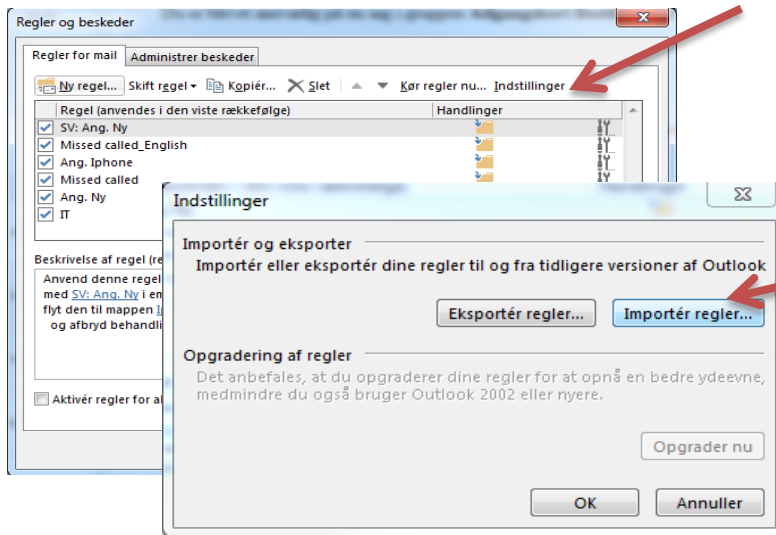 Regler og beskeder
Regler for mail Administrer beskeder
Ny regel... Skift regel Kopiér... Slet Kør regler nu... Indstillinger
Regel (anvendes i den viste rækkefølge) Handlinger
SV: Ang. Ny
Missed called_English
Ang. Iphone
Missed called
Ang. Ny
IT
Beskrivelse af regel (re
Anvend denne regel
med SV: Ang. Ny i em
flyt den til mappen I
og afbryd behandli
Aktivér regler for al
Indstillinger
Importér og eksporter
Importér eller eksportér dine regler til og fra tidligere versioner af Outlook
Eksportér regler... Importér regler...
Opgradering af regler
Det anbefales, at du opgraderer dine regler for at opnå en bedre ydeevne,
medmindre du også bruger Outlook 2002 eller nyere.
Opgrader nu
OK Annuller